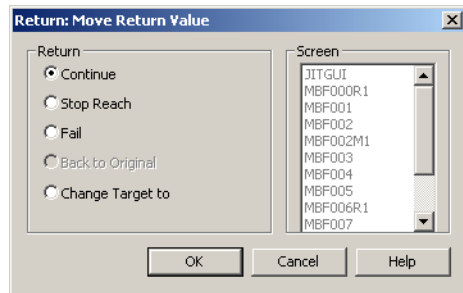 Return: Move Return Value
Return
Continue
Stop Reach
Fail
Back to Original
Change Target to
Screen
JITGUI
MBF000R1
MBF001
MBF002
MBF002M1
MBF003
MBF004
MBF005
MBF006R1
MBF007
OK
Cancel
Help